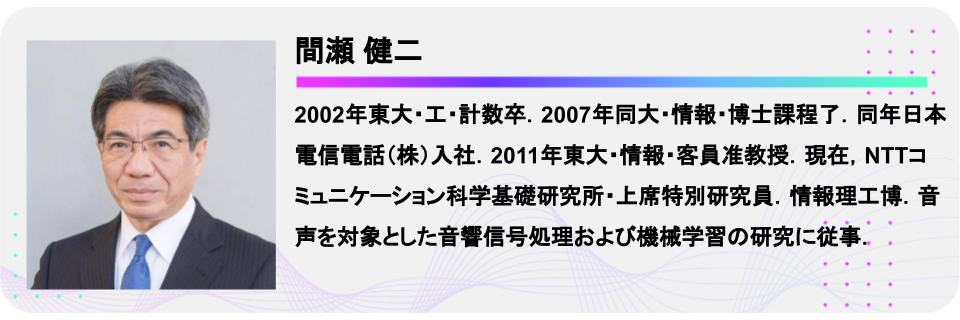 間瀬 健二
2002年東大・工・計数卒．2007年同大・情報・博士課程了．同年日本
電信電話（株）入社．2011年東大・情報・客員准教授．現在，NTTコ
ミュニケーション科学基礎研究所・上席特別研究員．情報理工博．音
声を対象とした音響信号処理および機械学習の研究に従事．